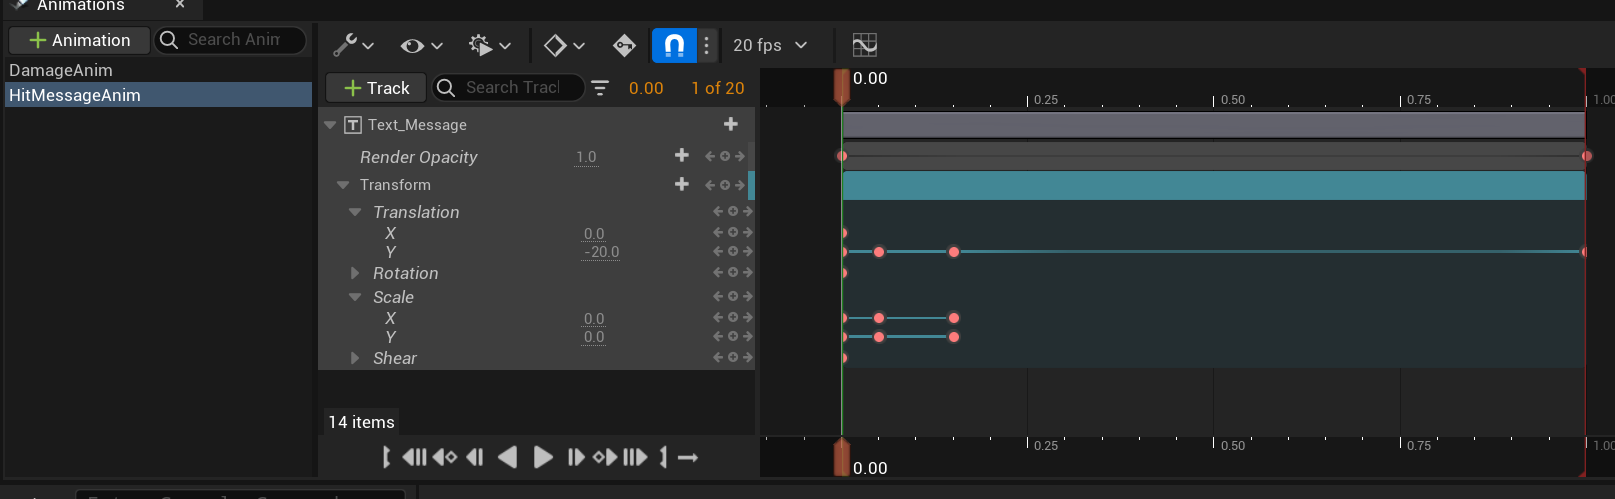 Animations
Animation
Search Anim
DamageAnim
HitMessageAnim
20 fps
Track
Search Track
0.00
1 of 20
0.00
0.25
0.50
0.75
1.00
Text_Message
Render Opacity
1.0
Transform
Translation
X
0.0
Y
-20.0
Rotation
Scale
X
0.0
Y
0.0
Shear
14 items
0.25
0.50
0.75
1.00
0.00